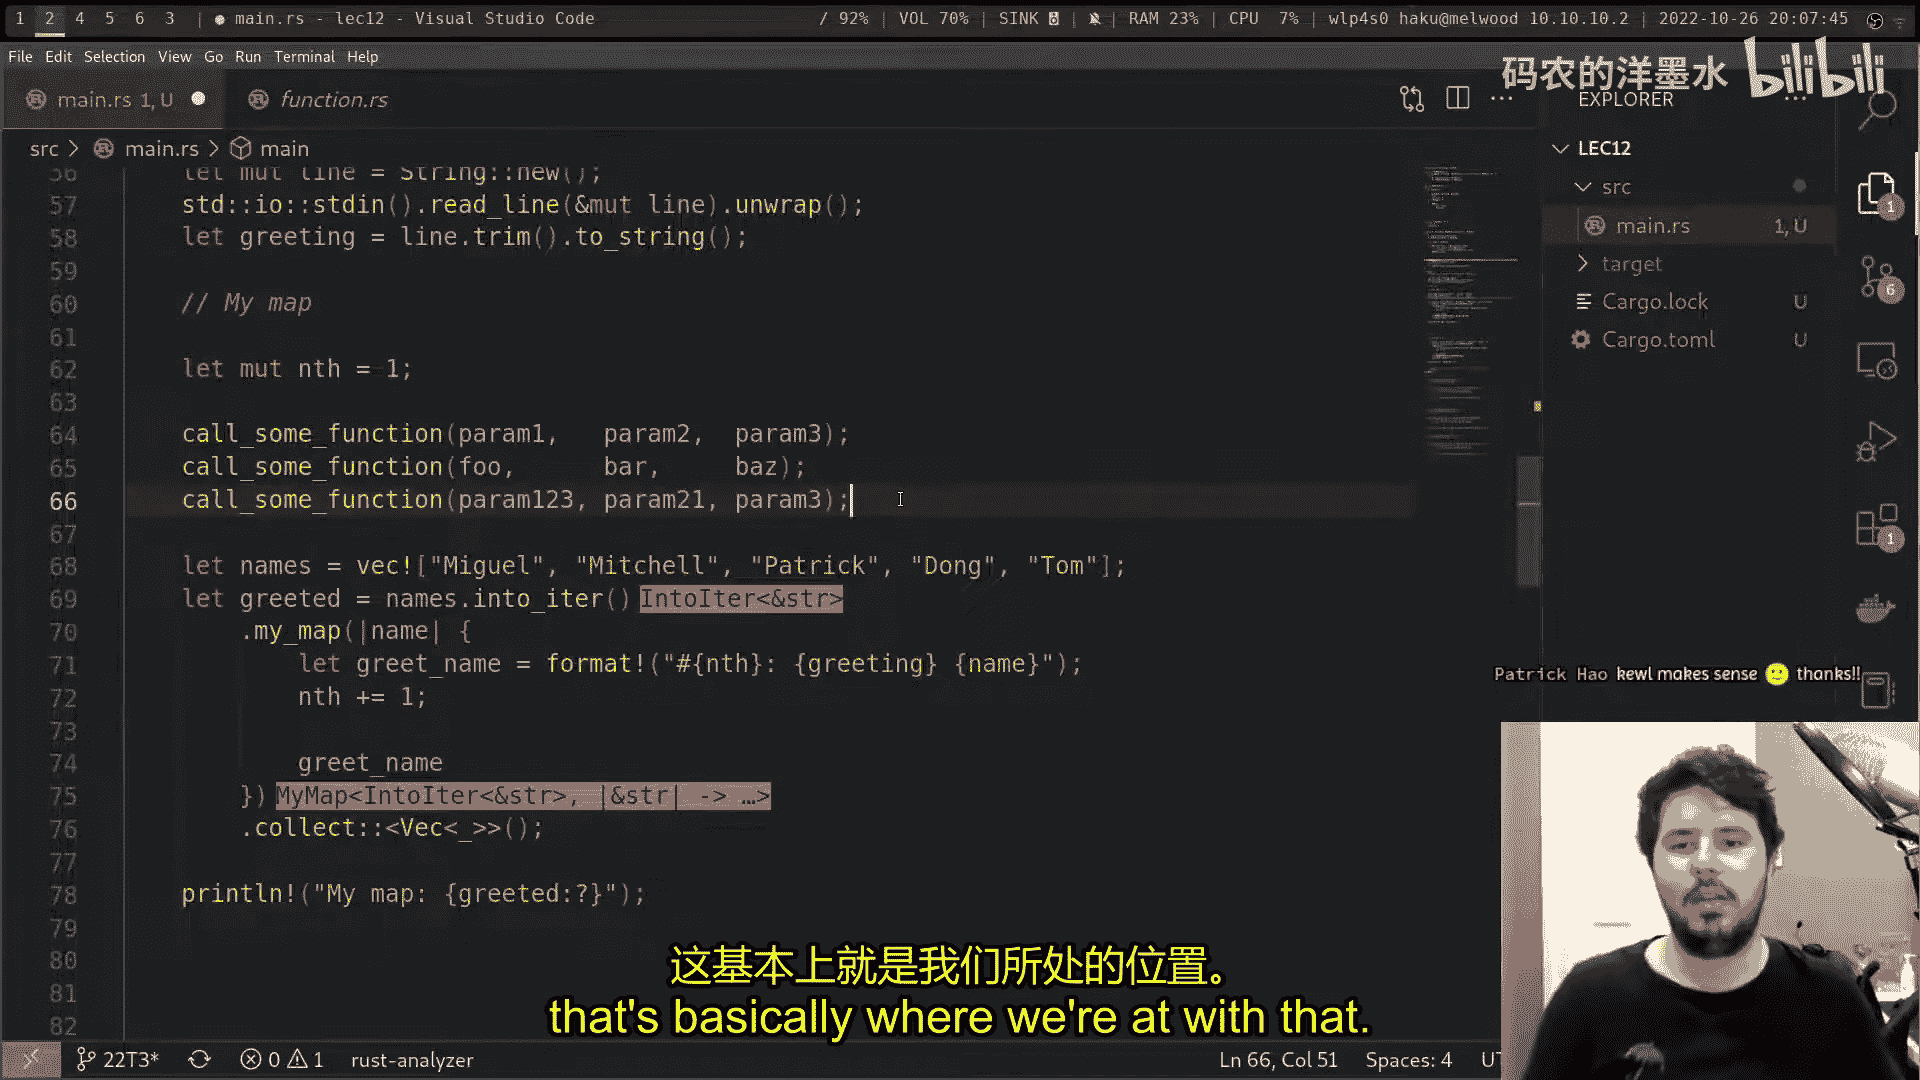 1 2 4 5 6 3 | ● main.rs - lec12 - Visual Studio Code
/ 92% | VOL 70% | SINK | | RAM 23% | CPU 7% | wlp4s0 haku@melwood 10.10.10.2 | 2022-10-26 20:07:45
File Edit Selection View Go Run Terminal Help
码农的洋墨水 bilibili
main.rs 1, U ● function.rs
EXPLORER
src > main.rs > main
LEC12
src
main.rs 1, U
target
Cargo.lock U
Cargo.toml U
56 let mut line = String::new();
57 std::io::stdin().read_line(&mut line).unwrap();
58 let greeting = line.trim().to_string();
59
60 // My map
61
62 let mut nth = 1;
63
64 call_some_function(param1,   param2,  param3);
65 call_some_function(foo,      bar,     baz);
66 call_some_function(param123, param21, param3);
67
68 let names = vec!["Miguel", "Mitchell", "Patrick", "Dong", "Tom"];
69 let greeted = names.into_iter() IntoIter<&str>
70     .my_map(|name| {
71         let greet_name = format!("#{nth}: {greeting} {name}");
72         nth += 1;
73
74         greet_name
75     }) MyMap<IntoIter<&str>, |&str| -> …>
76     .collect::<Vec<_>>();
77
78 println!("My map: {greeted:?}");
79
80
81
82
1
6
1
Patrick Hao kewl makes sense 🙂 thanks!!
这基本上就是我们所处的位置。
that's basically where we're at with that.
22T3* 0 1 rust-analyzer
Ln 66, Col 51 Spaces: 4 UT